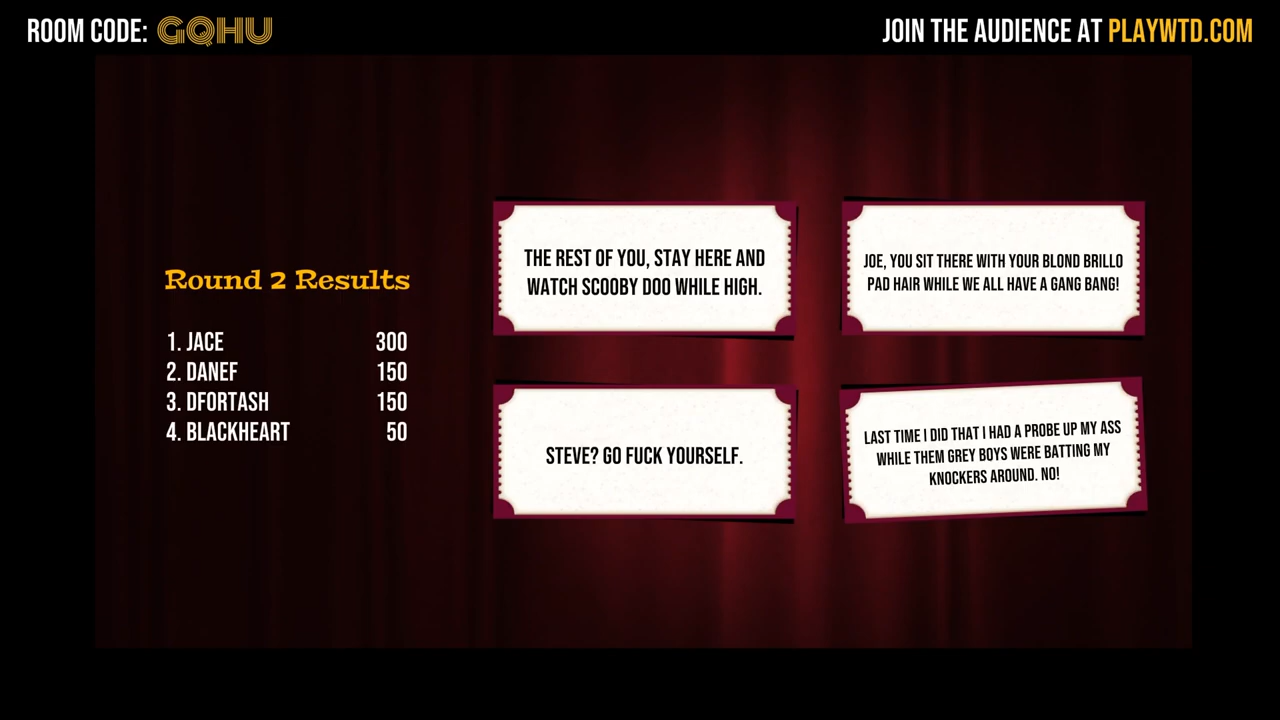 ROOM CODE: GQHU
JOIN THE AUDIENCE AT PLAYWTD.COM
Round 2 Results
1. JACE 300
2. DANEF 150
3. DFORTASH 150
4. BLACKHEART 50
THE REST OF YOU, STAY HERE AND
WATCH SCOOBY DOO WHILE HIGH.
JOE, YOU SIT THERE WITH YOUR BLOND BRILLO
PAD HAIR WHILE WE ALL HAVE A GANG BANG!
STEVE? GO FUCK YOURSELF.
LAST TIME I DID THAT I HAD A PROBE UP MY ASS
WHILE THEM GREY BOYS WERE BATTING MY
KNOCKERS AROUND. NO!